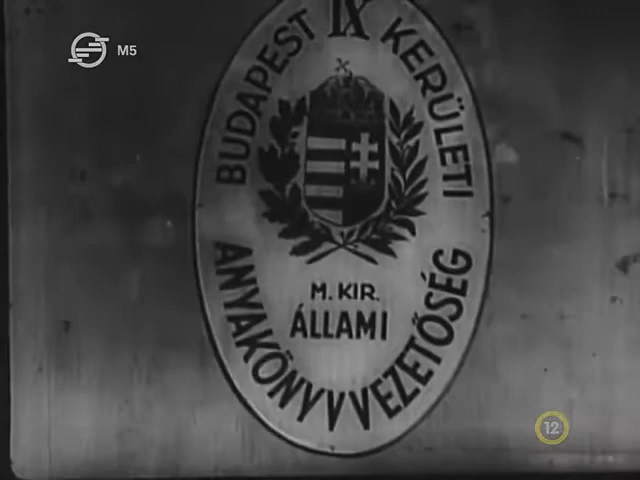 M5
BUDAPEST IX KERÜLETI
M. KIR.
ÁLLAMI
ANYAKÖNYVVEZETŐSÉG
12